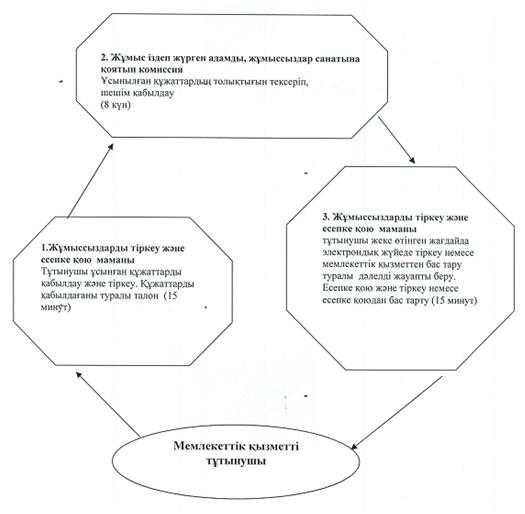 2. Жұмыс іздеп жүрген адамды, жұмыссыздар санатына
қоятын комиссия
Ұсынылған құжаттардың толықтығын тексеріп,
шешім қабылдау
(8 күн)
1.Жұмыссыздарды тіркеу және
есепке қою маманы
Тұтынушы ұсынған құжаттарды
қабылдау және тіркеу. Құжаттарды
қабылдағаны туралы талон (15
минут)
3. Жұмыссыздарды тіркеу және
есепке қою маманы
тұтынушы жеке өтінген жағдайда
электрондық жүйеде тіркеу немесе
мемлекеттік қызметтен бас тару
туралы дәлелді жауапты беру.
Есепке қою және тіркеу немесе
есепке қоюдан бас тарту (15 минут)
Мемлекеттік қызметті
тұтынушы